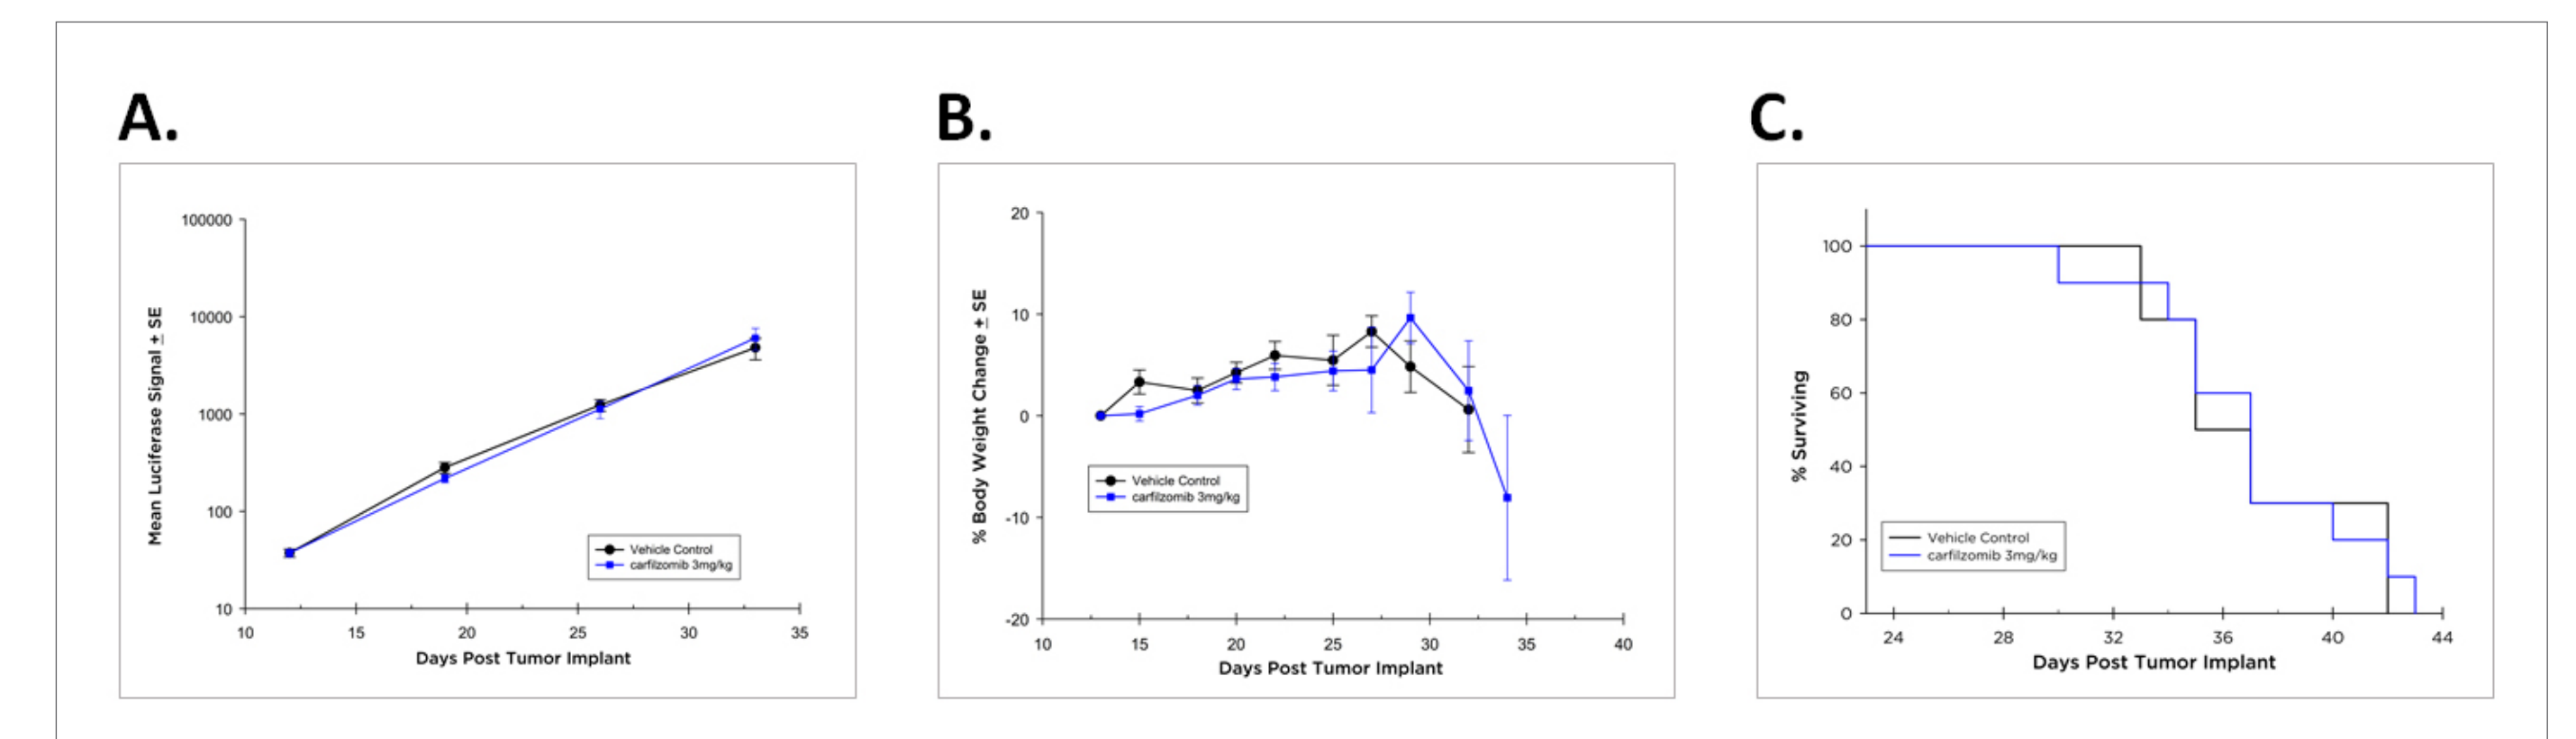 A.
B.
C.
Mean Luciferase Signal ± SE
100000
10000
1000
100
10
10 15 20 25 30 35
Days Post Tumor Implant
Vehicle Control
carfilzomib 3mg/kg
% Body Weight Change ± SE
20
10
0
-10
-20
10 15 20 25 30 35 40
Days Post Tumor Implant
Vehicle Control
carfilzomib 3mg/kg
% Surviving
100
80
60
40
20
0
24 28 32 36 40 44
Days Post Tumor Implant
Vehicle Control
carfilzomib 3mg/kg